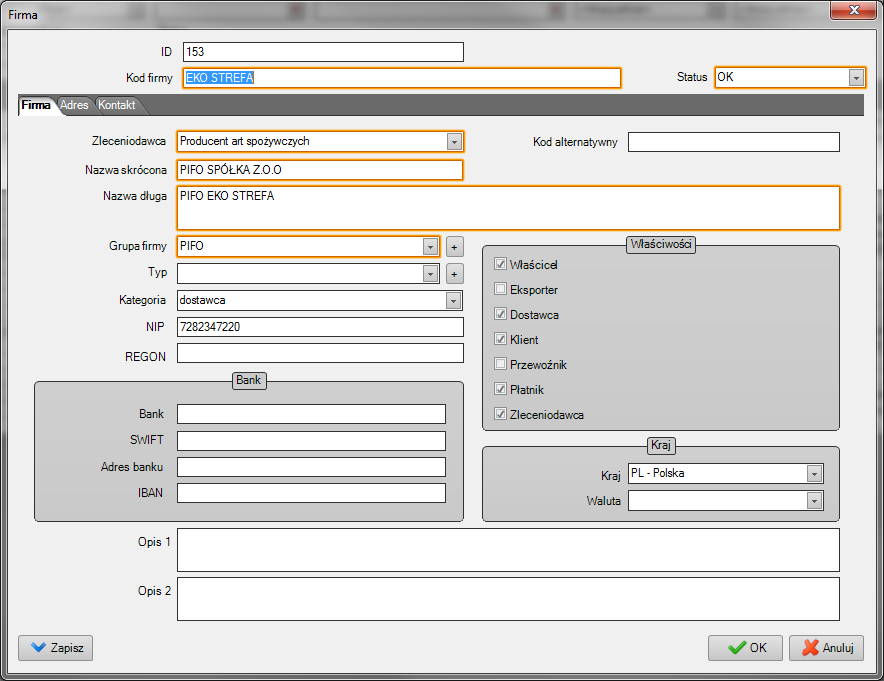 Firma
ID 153
Kod firmy EKO STREFA Status OK
Firma Adres Kontakt
Zleceniodawca Producent art spożywczych Kod alternatywny
Nazwa skrócona PIFO SPÓŁKA Z.O.O
Nazwa długa PIFO EKO STREFA
Grupa firmy PIFO +
Typ +
Kategoria dostawca
NIP 7282347220
REGON
Właściwości
Właścicel
Eksporter
Dostawca
Klient
Przewoźnik
Płatnik
Zleceniodawca
Bank
Bank
SWIFT
Adres banku
IBAN
Kraj
Kraj PL - Polska
Waluta
Opis 1
Opis 2
Zapisz OK Anuluj